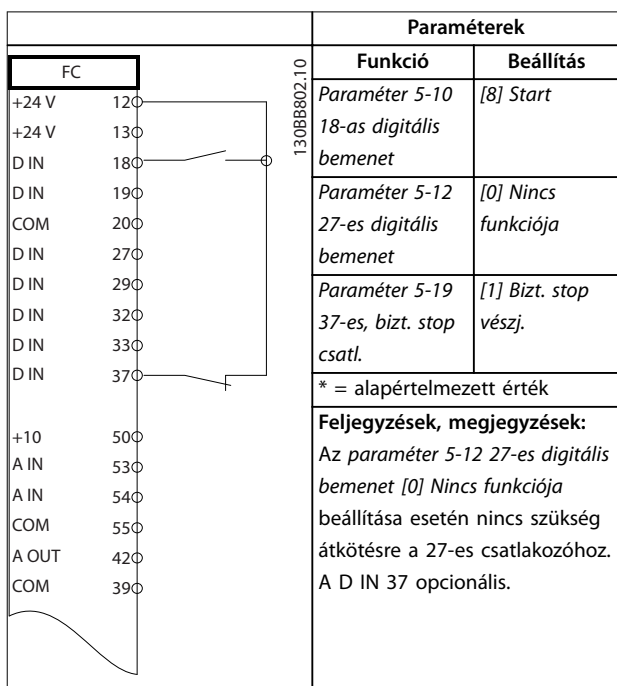 Paraméterek
FC
130BB802.10
Funkció
Beállítás
+24 V 12
+24 V 13
D IN 18
D IN 19
COM 20
D IN 27
D IN 29
D IN 32
D IN 33
D IN 37
+10 50
A IN 53
A IN 54
COM 55
A OUT 42
COM 39
Paraméter 5-10
18-as digitális
bemenet
[8] Start
Paraméter 5-12
27-es digitális
bemenet
[0] Nincs
funkciója
Paraméter 5-19
37-es, bizt. stop
csatl.
[1] Bizt. stop
vészj.
* = alapértelmezett érték
Feljegyzések, megjegyzések:
Az paraméter 5-12 27-es digitális
bemenet [0] Nincs funkciója
beállítása esetén nincs szükség
átkötésre a 27-es csatlakozóhoz.
A D IN 37 opcionális.